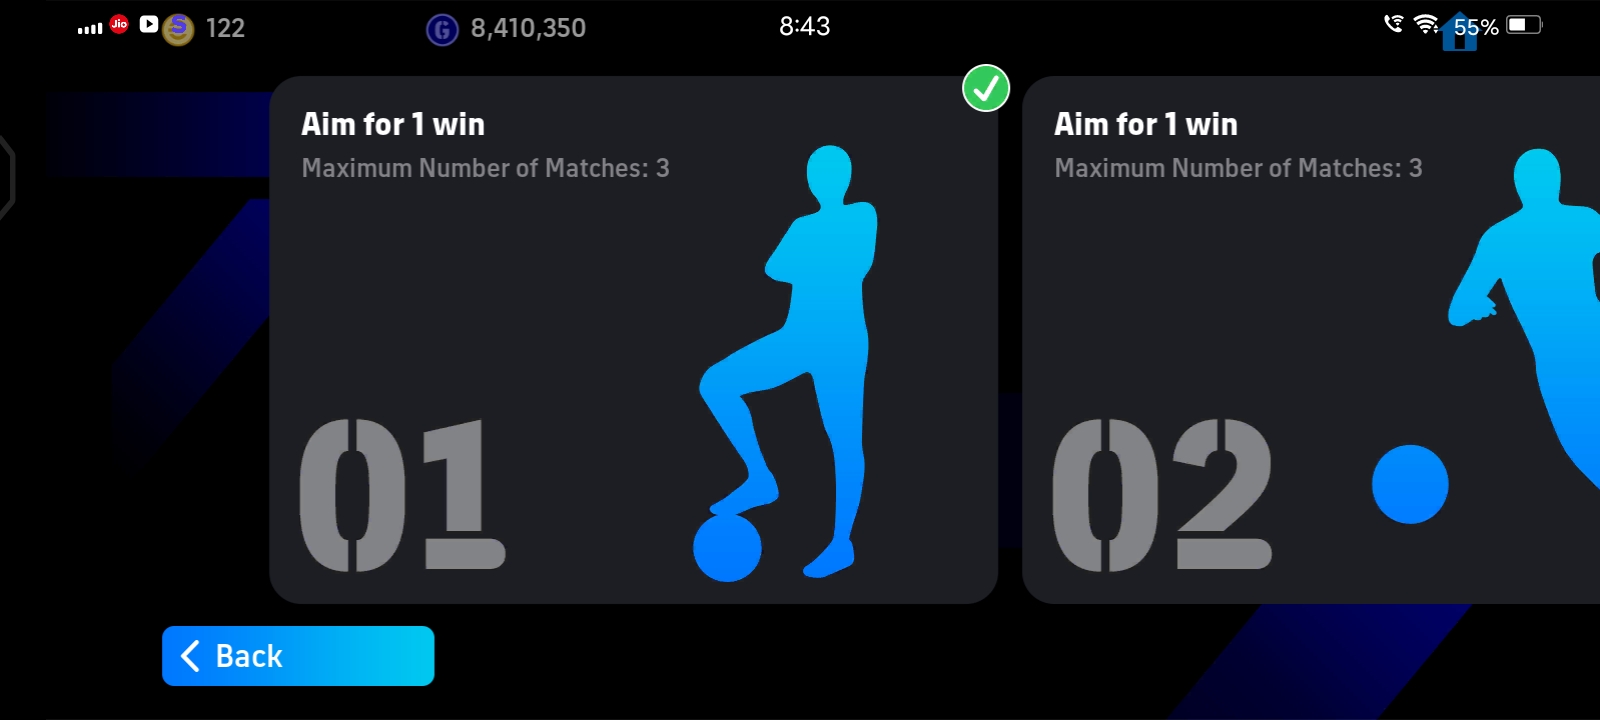 Jio S 122 G 8,410,350 8:43 55%
Aim for 1 win
Maximum Number of Matches: 3
01
Aim for 1 win
Maximum Number of Matches: 3
02
Back